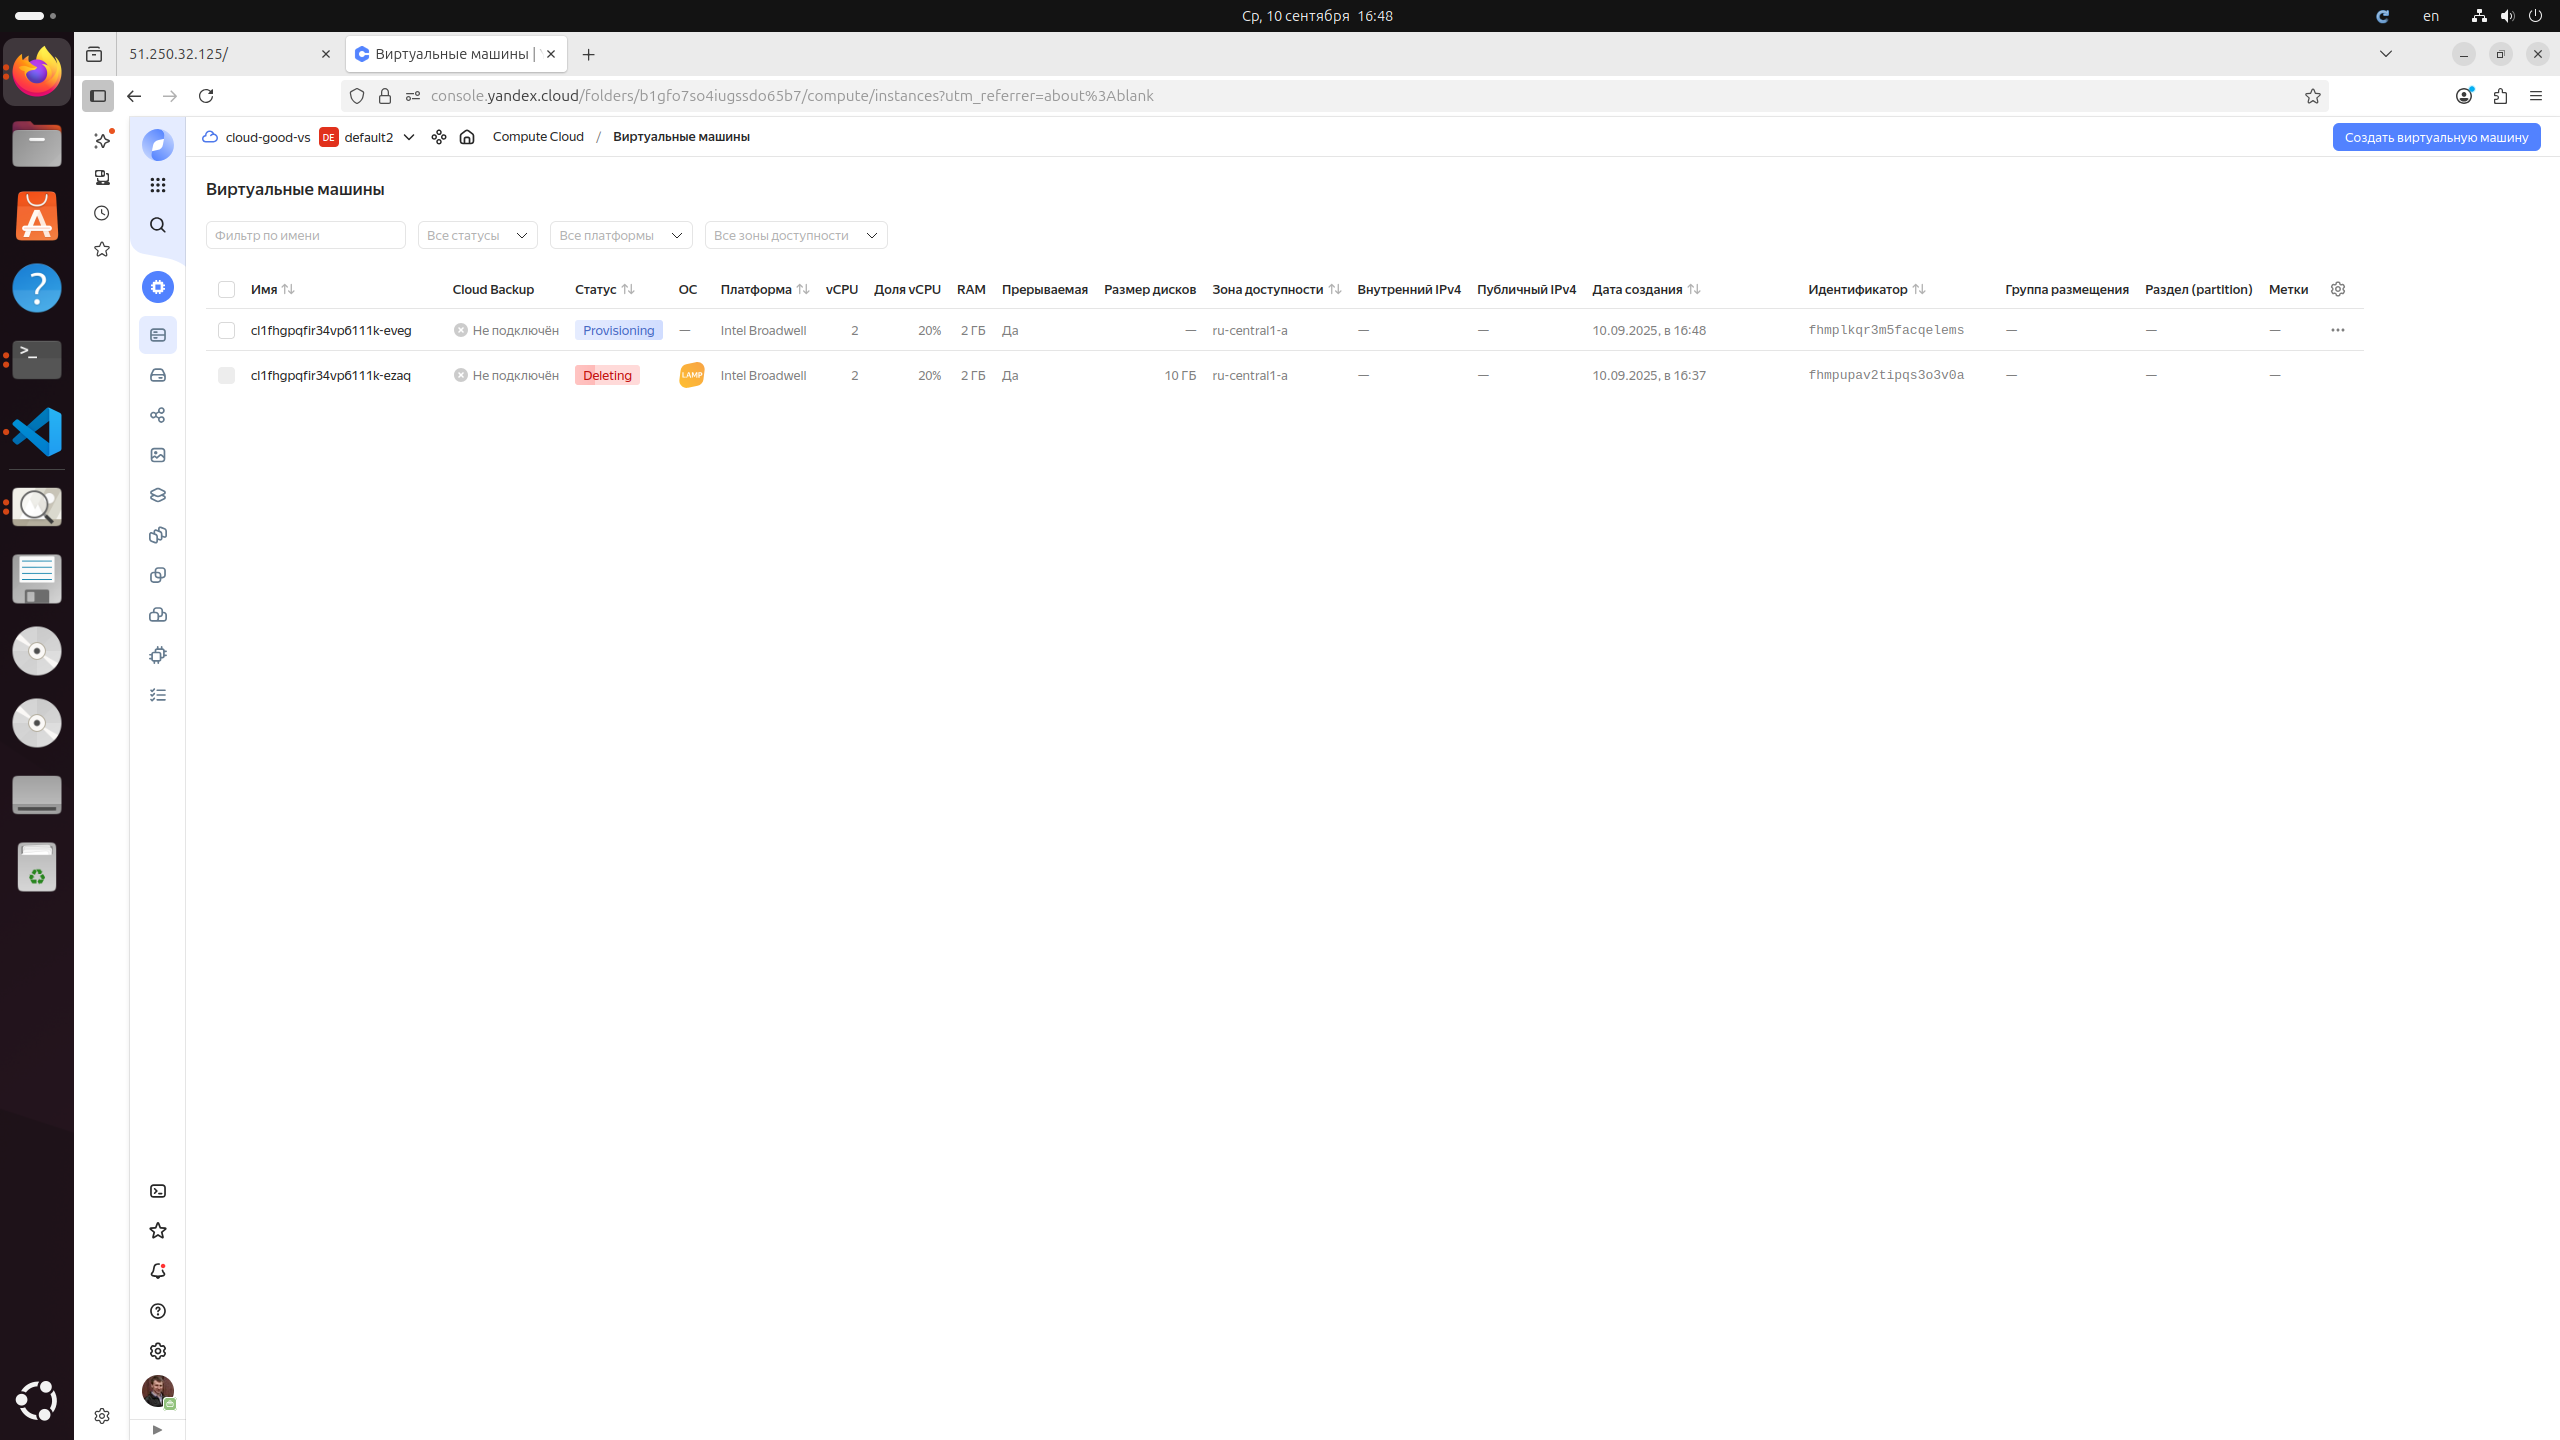 Ср, 10 сентября 16:48
en
51.250.32.125/
Виртуальные машины |
console.yandex.cloud/folders/b1gfo7so4iugssdo65b7/compute/instances?utm_referrer=about%3Ablank
cloud-good-vs DE default2 Compute Cloud / Виртуальные машины
Создать виртуальную машину
Виртуальные машины
Фильтр по имени Все статусы Все платформы Все зоны доступности
Имя Cloud Backup Статус ОС Платформа vCPU Доля vCPU RAM Прерываемая Размер дисков Зона доступности Внутренний IPv4 Публичный IPv4 Дата создания Идентификатор Группа размещения Раздел (partition) Метки
cl1fhgpqfir34vp6111k-eveg Не подключён Provisioning — Intel Broadwell 2 20% 2 ГБ Да — ru-central1-a — — 10.09.2025, в 16:48 fhmplkqr3m5facqelems — — —
cl1fhgpqfir34vp6111k-ezaq Не подключён Deleting LAMP Intel Broadwell 2 20% 2 ГБ Да 10 ГБ ru-central1-a — — 10.09.2025, в 16:37 fhmpupav2tipqs3o3v0a — — —